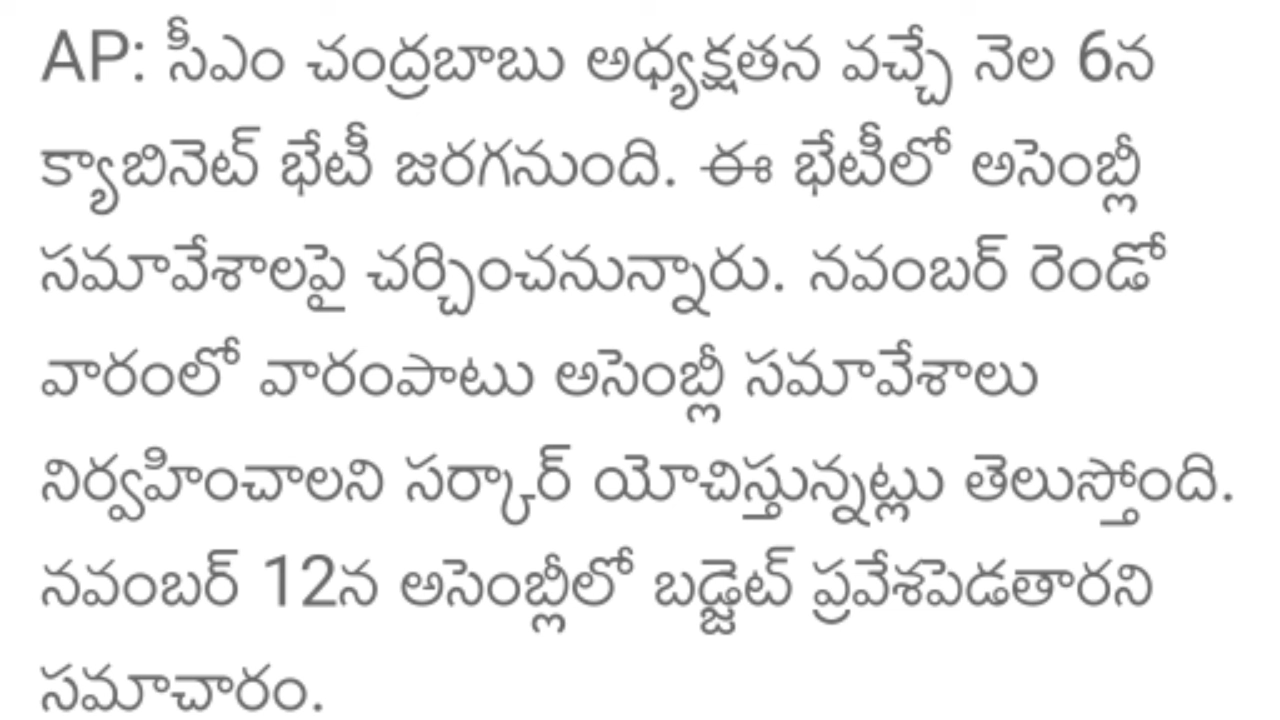 AP: సీఎం చంద్రబాబు అధ్యక్షతన వచ్చే నెల 6న
క్యాబినెట్ భేటీ జరగనుంది. ఈ భేటీలో అసెంబ్లీ
సమావేశాలపై చర్చించనున్నారు. నవంబర్ రెండో
వారంలో వారంపాటు అసెంబ్లీ సమావేశాలు
నిర్వహించాలని సర్కార్ యోచిస్తున్నట్లు తెలుస్తోంది.
నవంబర్ 12న అసెంబ్లీలో బడ్జెట్ ప్రవేశపెడతారని
సమాచారం.